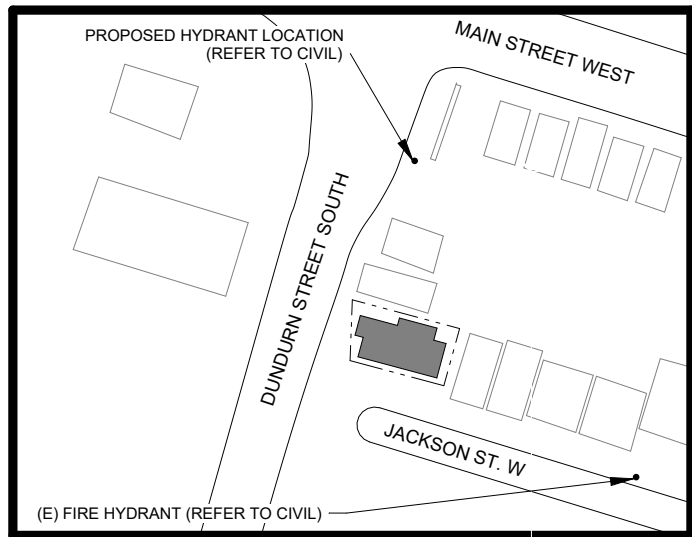 PROPOSED HYDRANT LOCATION
(REFER TO CIVIL)
MAIN STREET WEST
DUNDURN STREET SOUTH
JACKSON ST. W
(E) FIRE HYDRANT (REFER TO CIVIL)